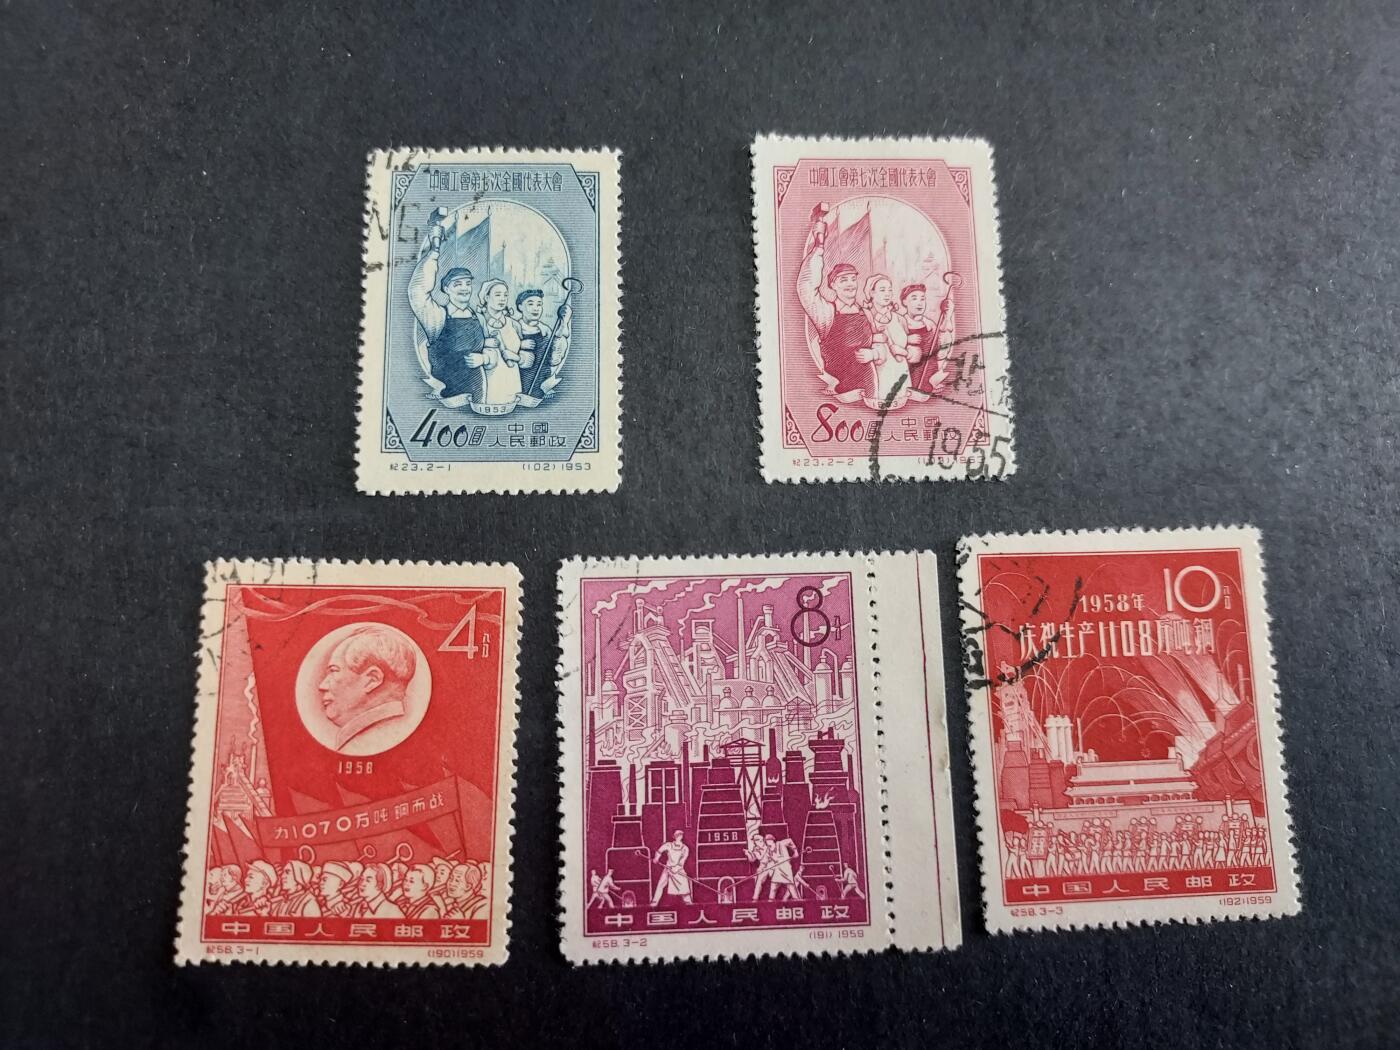 中國工會第七次全國代表大會
1953
400圓
中國
人民郵政
紀23.2-1 (102)1953
中國工會第七次全國代表大會
800圓
中國
人民郵政
紀23.2-2
1955
4八分
1958
为1070万吨钢而战
中国人民邮政
紀58.3-1 (190)1959
8八分
1958
中国人民邮政
紀58.3-2 (191)1959
10八分
1958年
庆祝生产1108万吨鋼
中国人民邮政
紀58.3-3 (192)1959